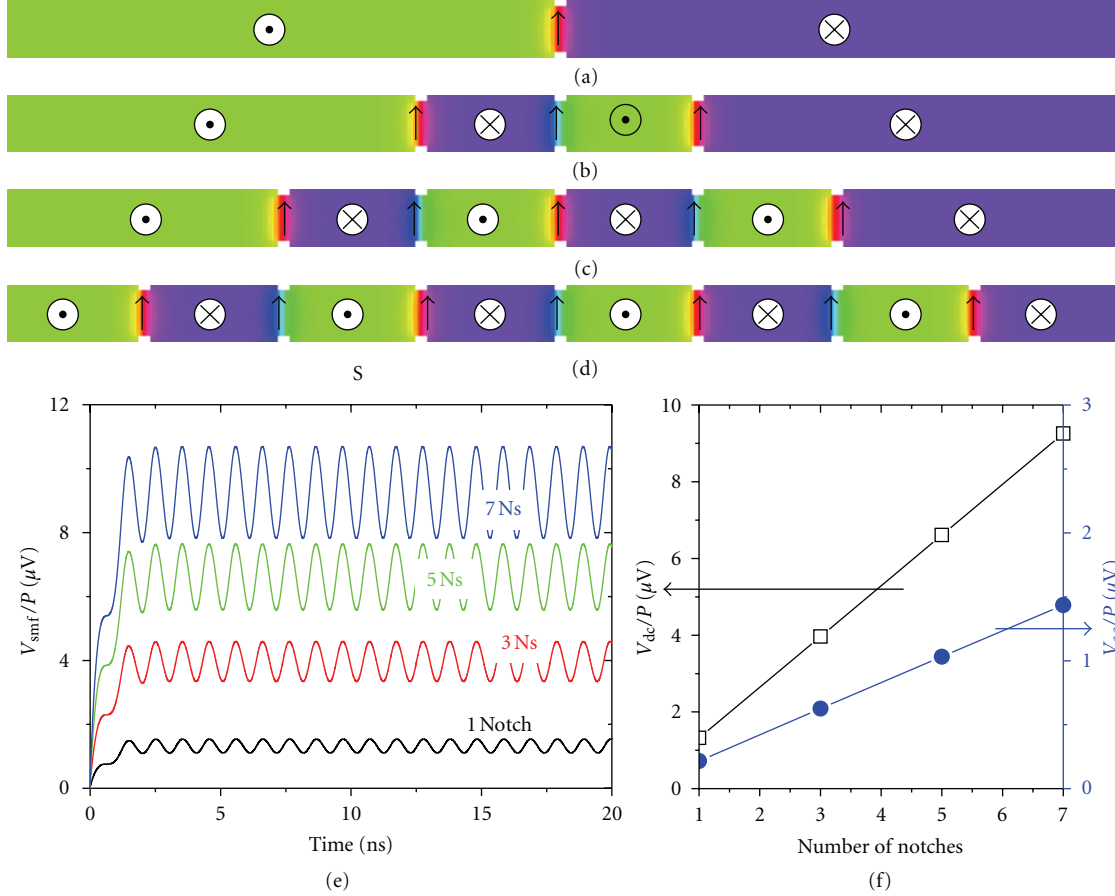 (a)
(b)
(c)
(d)
S
12
8
4
0
V_smf/P (μV)
7 Ns
5 Ns
3 Ns
1 Notch
0 5 10 15 20
Time (ns)
(e)
10
8
6
4
2
0
V_dc/P (μV)
3
2
1
0
1 2 3 4 5 6 7
Number of notches
(f)